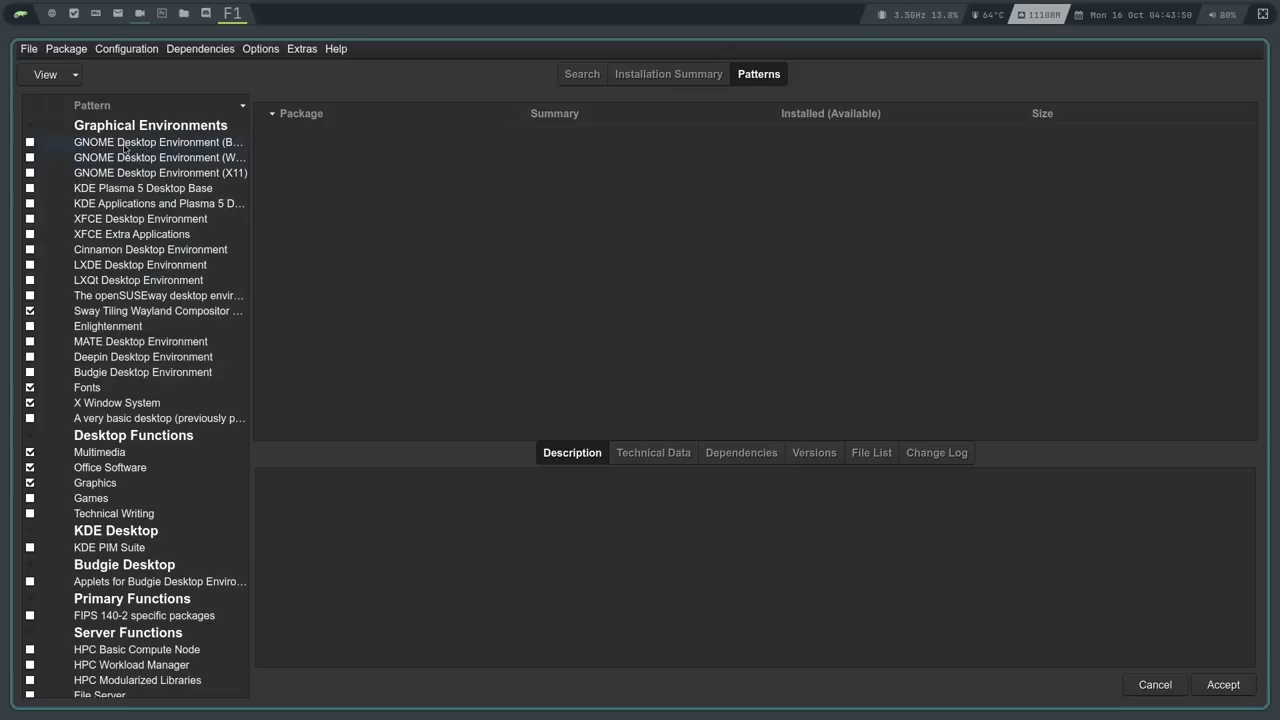 F1
3.5GHz 13.8%
64°C
11108M
Mon 16 Oct 04:43:50
80%
File Package Configuration Dependencies Options Extras Help
View
Search Installation Summary Patterns
Pattern
Package Summary Installed (Available) Size
Graphical Environments
GNOME Desktop Environment (B...
GNOME Desktop Environment (W...
GNOME Desktop Environment (X11)
KDE Plasma 5 Desktop Base
KDE Applications and Plasma 5 D...
XFCE Desktop Environment
XFCE Extra Applications
Cinnamon Desktop Environment
LXDE Desktop Environment
LXQt Desktop Environment
The openSUSEway desktop envir...
Sway Tiling Wayland Compositor ...
Enlightenment
MATE Desktop Environment
Deepin Desktop Environment
Budgie Desktop Environment
Fonts
X Window System
A very basic desktop (previously p...
Desktop Functions
Multimedia
Office Software
Graphics
Games
Technical Writing
KDE Desktop
KDE PIM Suite
Budgie Desktop
Applets for Budgie Desktop Enviro...
Primary Functions
FIPS 140-2 specific packages
Server Functions
HPC Basic Compute Node
HPC Workload Manager
HPC Modularized Libraries
File Server
Description Technical Data Dependencies Versions File List Change Log
Cancel Accept